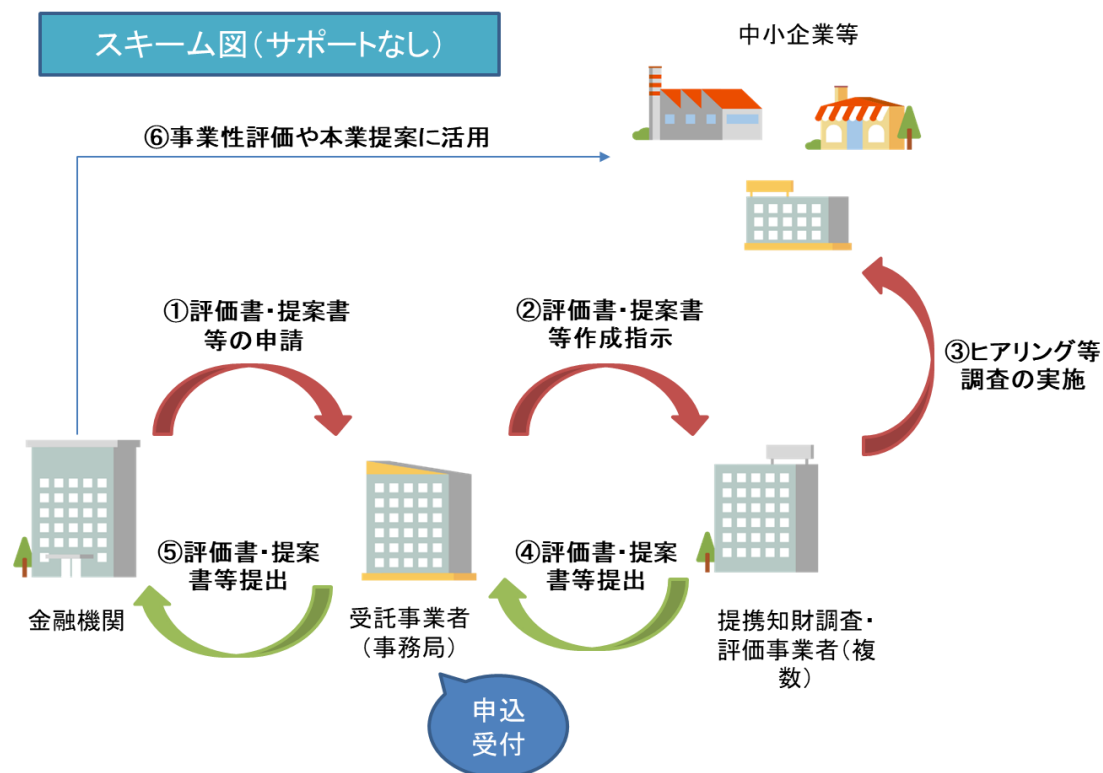 スキーム図(サポートなし)
中小企業等
⑥事業性評価や本業提案に活用
①評価書・提案書
等の申請
②評価書・提案書
等作成指示
③ヒアリング等
調査の実施
⑤評価書・提案
書等提出
④評価書・提案
書等提出
金融機関
受託事業者
(事務局)
提携知財調査・
評価事業者(複
数)
申込
受付